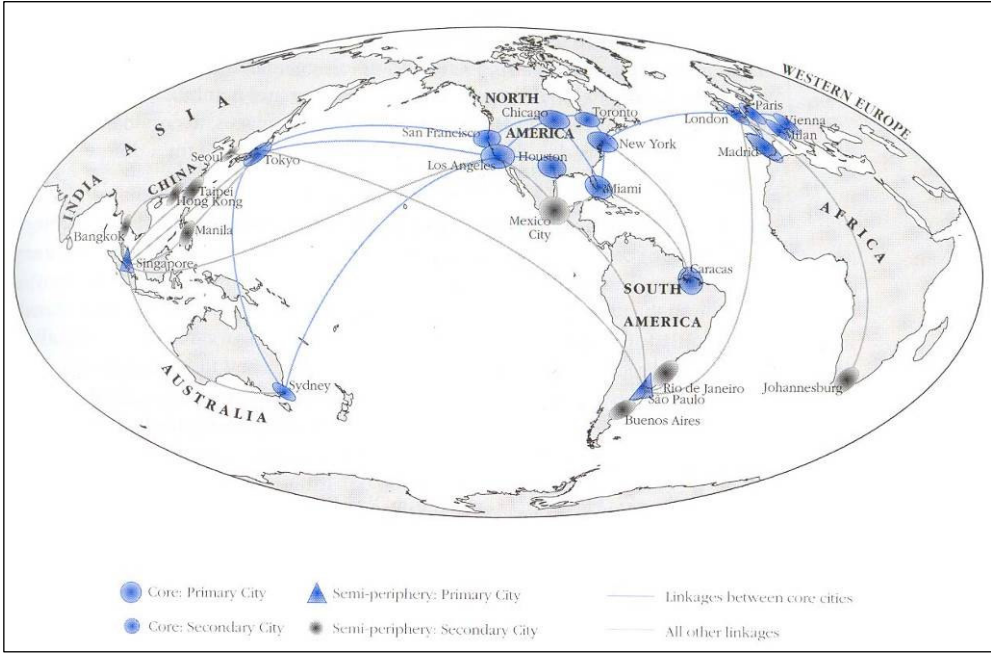 WESTERN EUROPE
ASIA
NORTH
AMERICA
Chicago
Toronto
San Francisco
New York
Los Angeles
Houston
Miami
Mexico
City
London
Paris
Vienna
Milan
Madrid
Seoul
Tokyo
INDIA
CHINA
Taipei
Hong Kong
Bangkok
Manila
Singapore
AFRICA
Caracas
SOUTH
AMERICA
Sydney
AUSTRALIA
Rio de Janeiro
São Paulo
Buenos Aires
Johannesburg
Core: Primary City
Semi-periphery: Primary City
Linkages between core cities
Core: Secondary City
Semi-periphery: Secondary City
All other linkages